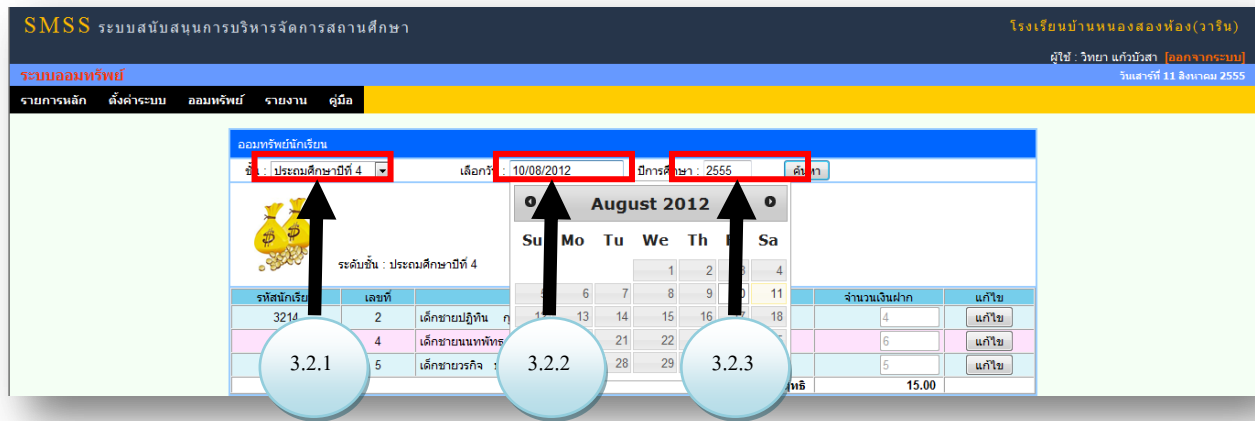 SMSS ระบบสนับสนุนการบริหารจัดการสถานศึกษา
โรงเรียนบ้านหนองสองห้อง(วาริน)
ผู้ใช้ : วิทยา แก้วบัวสา [ออกจากระบบ]
ระบบออมทรัพย์
วันเสาร์ที่ 11 สิงหาคม 2555
รายการหลัก ตั้งค่าระบบ ออมทรัพย์ รายงาน คู่มือ
ออมทรัพย์นักเรียน
ชั้น : ประถมศึกษาปีที่ 4 เลือกวัน : 10/08/2012 ปีการศึกษา : 2555 ค้นหา
August 2012
Su Mo Tu We Th Sa
ระดับชั้น : ประถมศึกษาปีที่ 4
1 2 3 4
5 6 7 8 9 10 11
13 14 15 16 17 18
21 22
28 29
รหัสนักเรียน เลขที่ จำนวนเงินฝาก แก้ไข
3214 2 เด็กชายปฏิทิน 4 แก้ไข
4 6 แก้ไข
5 เด็กชายวรกิจ 5 แก้ไข
15.00
3.2.1
3.2.2
3.2.3